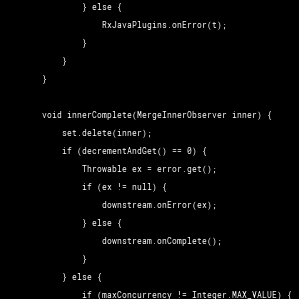 } else {
RxJavaPlugins.onError(t);
}
}
}
void innerComplete(MergeInnerObserver inner) {
set.delete(inner);
if (decrementAndGet() == 0) {
Throwable ex = error.get();
if (ex != null) {
downstream.onError(ex);
} else {
downstream.onComplete();
}
} else {
if (maxConcurrency != Integer.MAX_VALUE) {